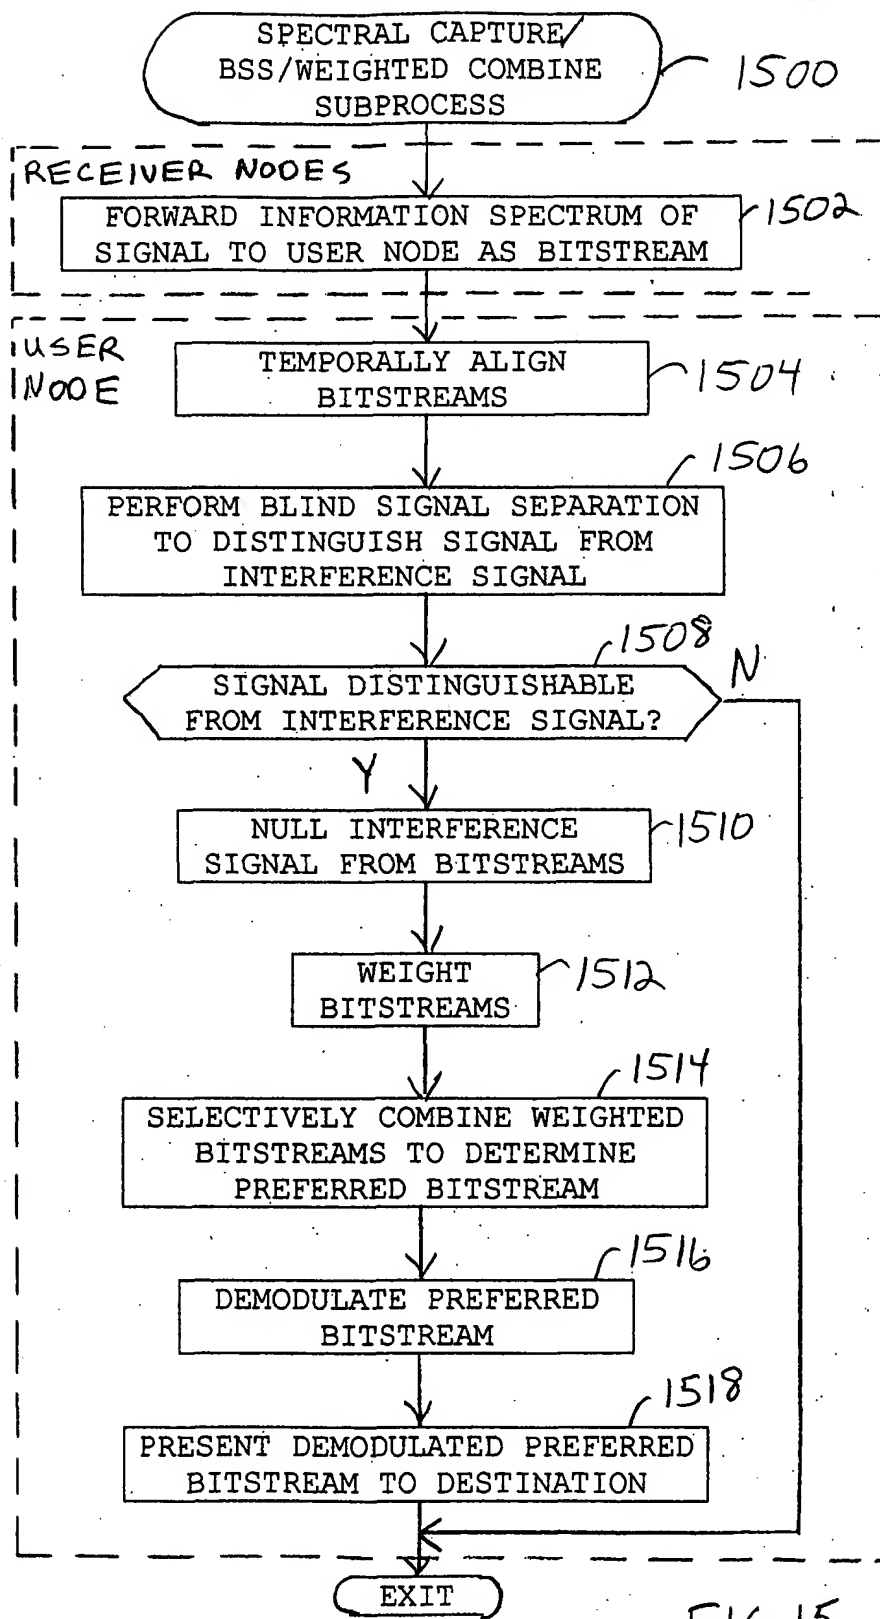 SPECTRAL CAPTURE/
BSS/WEIGHTED COMBINE
SUBPROCESS
1500
RECEIVER NODES
FORWARD INFORMATION SPECTRUM OF
SIGNAL TO USER NODE AS BITSTREAM
1502
USER
NODE
TEMPORALLY ALIGN
BITSTREAMS
1504
1506
PERFORM BLIND SIGNAL SEPARATION
TO DISTINGUISH SIGNAL FROM
INTERFERENCE SIGNAL
1508
SIGNAL DISTINGUISHABLE
FROM INTERFERENCE SIGNAL?
N
Y
NULL INTERFERENCE
SIGNAL FROM BITSTREAMS
1510
WEIGHT
BITSTREAMS
1512
1514
SELECTIVELY COMBINE WEIGHTED
BITSTREAMS TO DETERMINE
PREFERRED BITSTREAM
1516
DEMODULATE PREFERRED
BITSTREAM
1518
PRESENT DEMODULATED PREFERRED
BITSTREAM TO DESTINATION
EXIT
FIG. 15